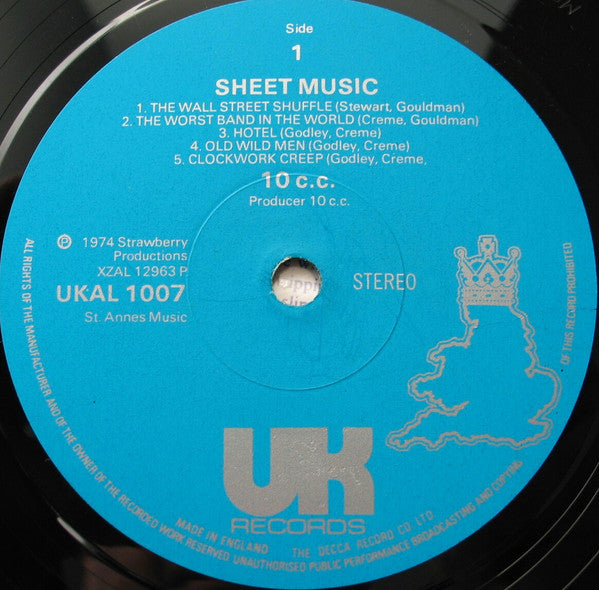 Side
1
SHEET MUSIC
1. THE WALL STREET SHUFFLE (Stewart, Gouldman)
2. THE WORST BAND IN THE WORLD (Creme, Gouldman)
3. HOTEL (Godley, Creme)
4. OLD WILD MEN (Godley, Creme)
5. CLOCKWORK CREEP (Godley, Creme,
10 c.c.
Producer 10 c.c.
℗ 1974 Strawberry
Productions
XZAL 12963 P
UKAL 1007
St. Annes Music
STEREO
UK
RECORDS
ALL RIGHTS OF THE MANUFACTURER AND OF THE OWNER OF THE RECORDED WORK RESERVED UNAUTHORISED PUBLIC PERFORMANCE BROADCASTING AND COPYING OF THIS RECORD PROHIBITED
MADE IN ENGLAND THE DECCA RECORD CO LTD